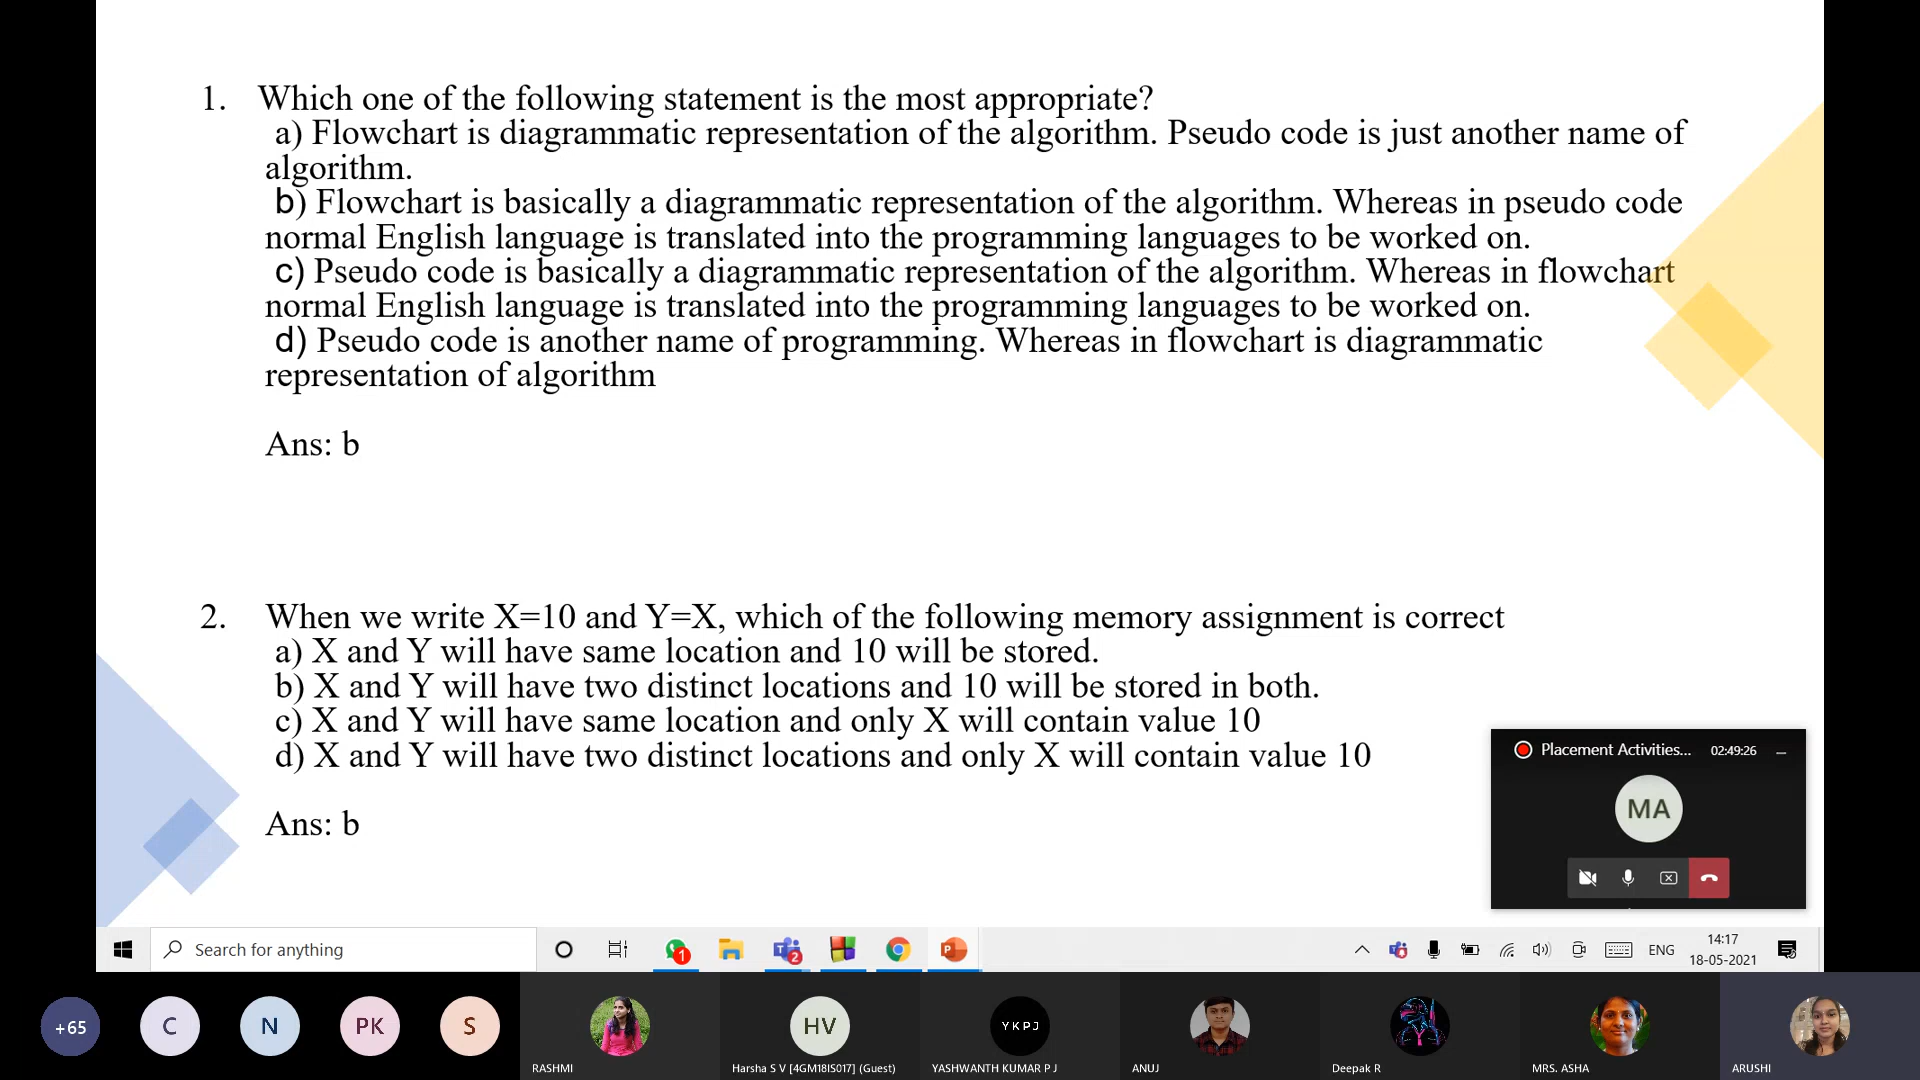 1. Which one of the following statement is the most appropriate?
a) Flowchart is diagrammatic representation of the algorithm. Pseudo code is just another name of
algorithm.
b) Flowchart is basically a diagrammatic representation of the algorithm. Whereas in pseudo code
normal English language is translated into the programming languages to be worked on.
c) Pseudo code is basically a diagrammatic representation of the algorithm. Whereas in flowchart
normal English language is translated into the programming languages to be worked on.
d) Pseudo code is another name of programming. Whereas in flowchart is diagrammatic
representation of algorithm
Ans: b
2. When we write X=10 and Y=X, which of the following memory assignment is correct
a) X and Y will have same location and 10 will be stored.
b) X and Y will have two distinct locations and 10 will be stored in both.
c) X and Y will have same location and only X will contain value 10
d) X and Y will have two distinct locations and only X will contain value 10
Ans: b
Placement Activities... 02:49:26
MA
Search for anything
1
2
ENG
14:17
18-05-2021
+65
C
N
PK
S
HV
YKPJ
RASHMI
Harsha S V [4GM18IS017] (Guest)
YASHWANTH KUMAR P J
ANUJ
Deepak R
MRS. ASHA
ARUSHI